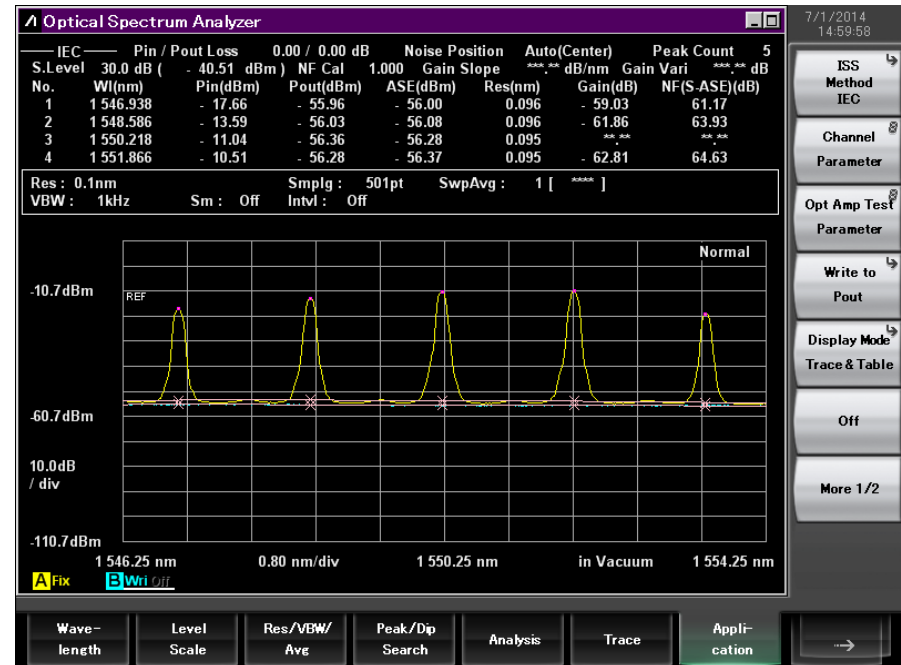 Optical Spectrum Analyzer
7/1/2014
14:59:58
IEC Pin / Pout Loss 0.00 / 0.00 dB Noise Position Auto(Center) Peak Count 5
S.Level 30.0 dB ( - 40.51 dBm ) NF Cal 1.000 Gain Slope ***.** dB/nm Gain Vari ***.** dB
No. Wl(nm) Pin(dBm) Pout(dBm) ASE(dBm) Res(nm) Gain(dB) NF(S-ASE)(dB)
1 1 546.938 - 17.66 - 55.96 - 56.00 0.096 - 59.03 61.17
2 1 548.586 - 13.59 - 56.03 - 56.08 0.096 - 61.86 63.93
3 1 550.218 - 11.04 - 56.36 - 56.28 0.095 **.** **.**
4 1 551.866 - 10.51 - 56.28 - 56.37 0.095 - 62.81 64.63
Res : 0.1nm Smplg : 501pt SwpAvg : 1 [ **** ]
VBW : 1kHz Sm : Off Intvl : Off
Normal
-10.7dBm
REF
-60.7dBm
10.0dB
/ div
-110.7dBm
1 546.25 nm 0.80 nm/div 1 550.25 nm in Vacuum 1 554.25 nm
A Fix B Wri Off
ISS
Method
IEC
Channel
Parameter
Opt Amp Test
Parameter
Write to
Pout
Display Mode
Trace & Table
Off
More 1/2
Wave-
length
Level
Scale
Res/VBW/
Avg
Peak/Dip
Search
Analysis
Trace
Appli-
cation